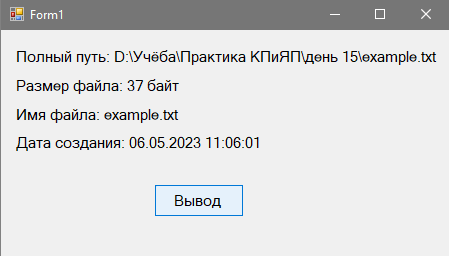 Form1
Полный путь: D:\Учёба\Практика КПиЯП\день 15\example.txt
Размер файла: 37 байт
Имя файла: example.txt
Дата создания: 06.05.2023 11:06:01
Вывод